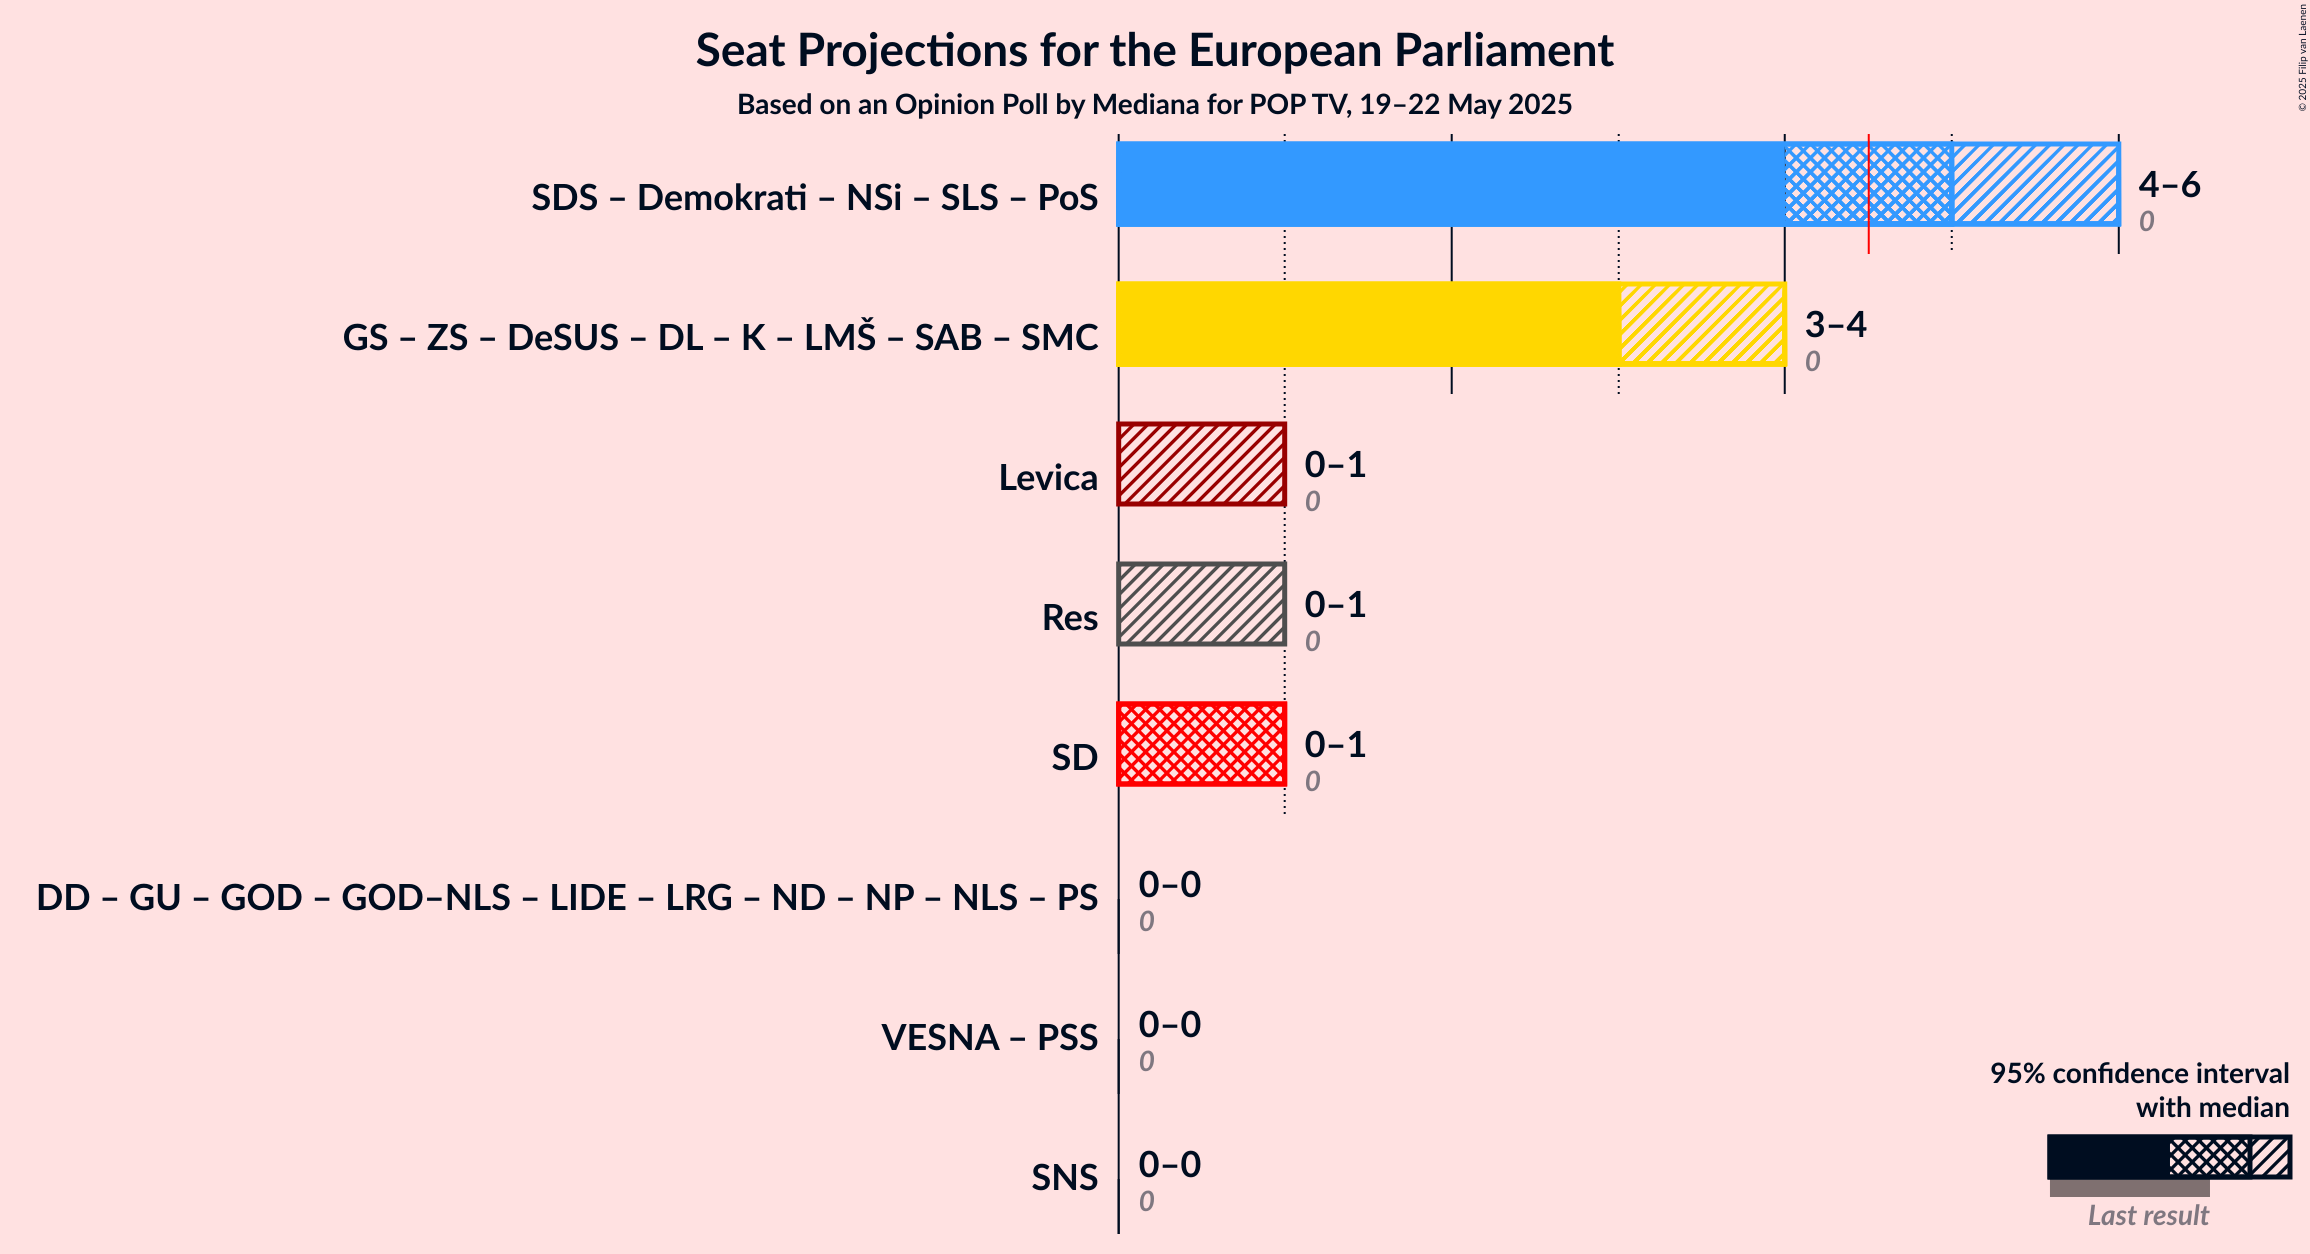 Seat Projections for the European Parliament
Based on an Opinion Poll by Mediana for POP TV, 19–22 May 2025
© 2025 Filip van Laenen
SDS – Demokrati – NSi – SLS – PoS
4–6
0
GS – ZS – DeSUS – DL – K – LMŠ – SAB – SMC
3–4
0
Levica
0–1
0
Res
0–1
0
SD
0–1
0
DD – GU – GOD – GOD–NLS – LIDE – LRG – ND – NP – NLS – PS
0–0
0
VESNA – PSS
0–0
0
SNS
0–0
0
95% confidence interval
with median
Last result